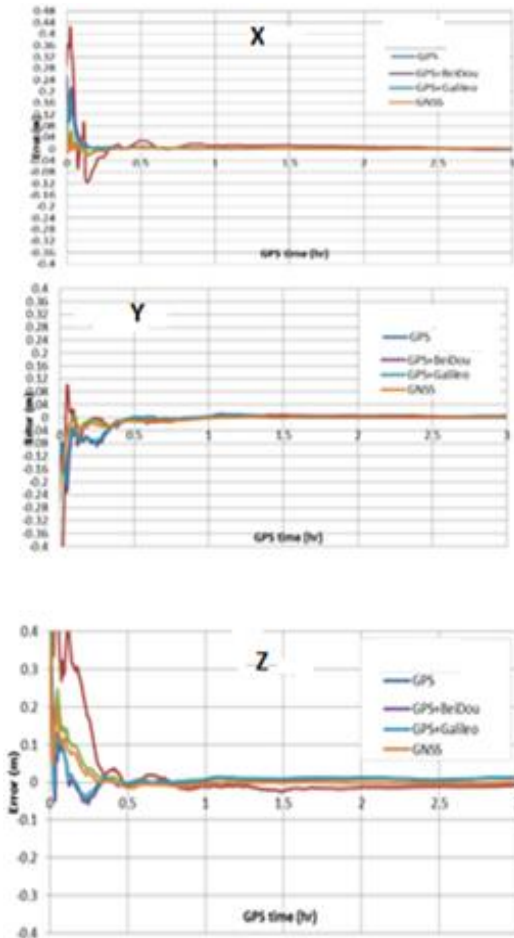 0.48
0.44
0.4
0.36
0.32
0.28
0.24
0.2
0.16
0.12
0.08
0.04
0
-0.04
-0.08
-0.12
-0.16
-0.2
-0.24
-0.28
-0.32
-0.36
-0.4
X
GPS
GPS+BeiDou
GPS+Galileo
GNSS
0 0.5 1 1.5 2 2.5 3
GPS time (hr)
0.4
0.36
0.32
0.28
0.24
0.2
0.16
0.12
0.08
0.04
0
-0.04
-0.08
-0.12
-0.16
-0.2
-0.24
-0.28
-0.32
-0.36
-0.4
Error (m)
Y
GPS
GPS+BeiDou
GPS+Galileo
GNSS
0 0.5 1 1.5 2 2.5 3
GPS time (hr)
0.4
0.3
0.2
0.1
0
-0.1
-0.2
-0.3
-0.4
Error (m)
Z
GPS
GPS+BeiDou
GPS+Galileo
GNSS
0 0.5 1 1.5 2 2.5 3
GPS time (hr)